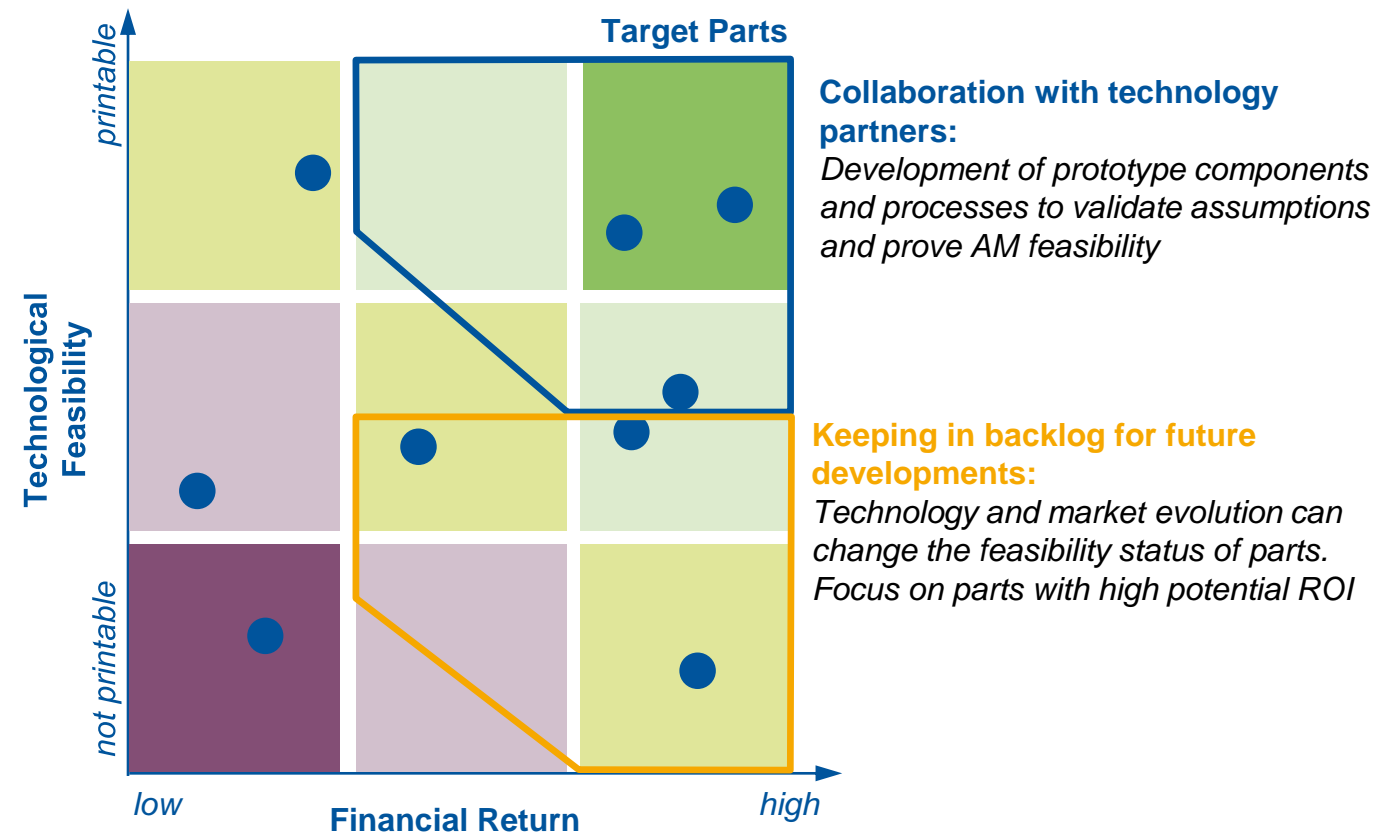 Target Parts
printable
Technological
Feasibility
not printable
low
Financial Return
high
Collaboration with technology
partners:
Development of prototype components
and processes to validate assumptions
and prove AM feasibility
Keeping in backlog for future
developments:
Technology and market evolution can
change the feasibility status of parts.
Focus on parts with high potential ROI